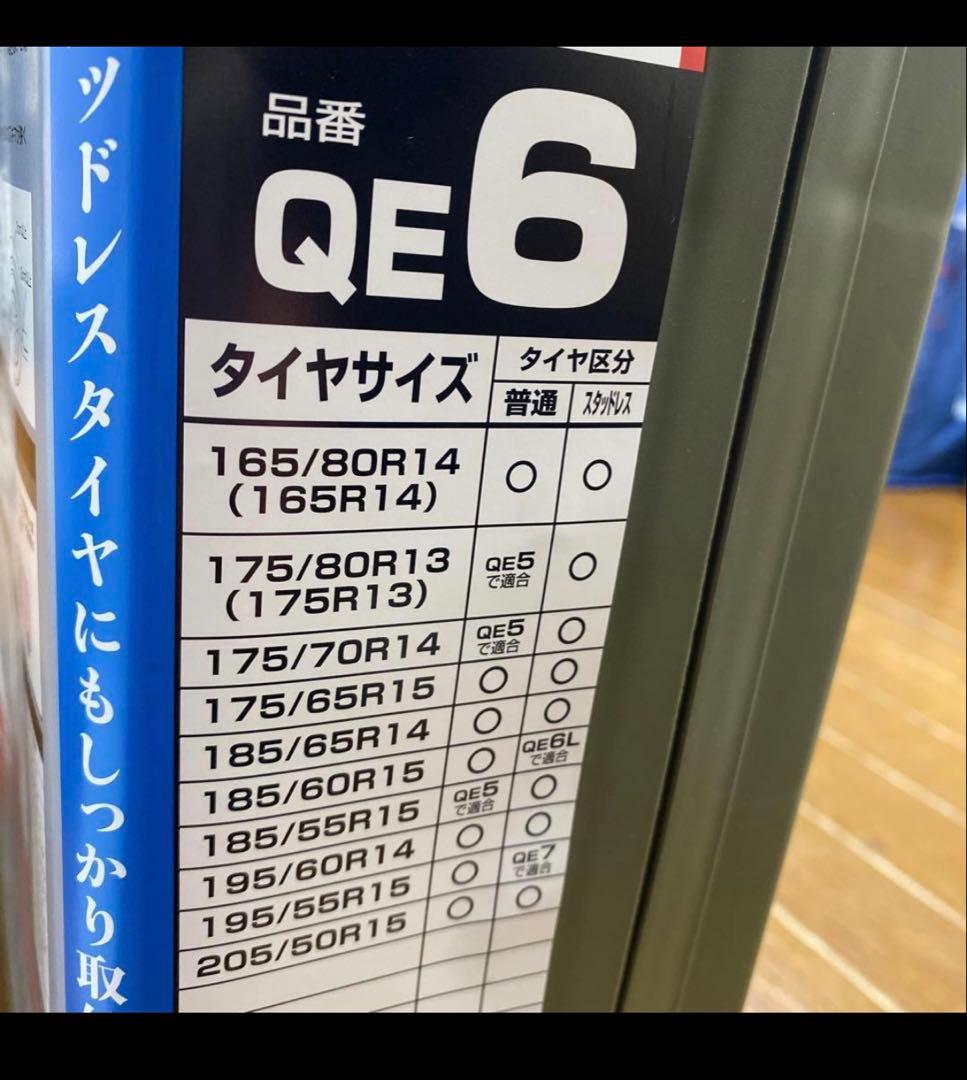 ッドレスタイヤにもしっかり取
品番
QE6
タイヤサイズ
タイヤ区分
普通 スタッドレス
165/80R14 ○ ○
(165R14)
175/80R13 QE5 ○
(175R13) で適合
175/70R14 QE5 ○
で適合
175/65R15 ○ ○
185/65R14 ○ ○
185/60R15 ○ QE6L
で適合
185/55R15 QE5 ○
で適合
195/60R14 ○ ○
195/55R15 ○ QE7
で適合
205/50R15 ○ ○